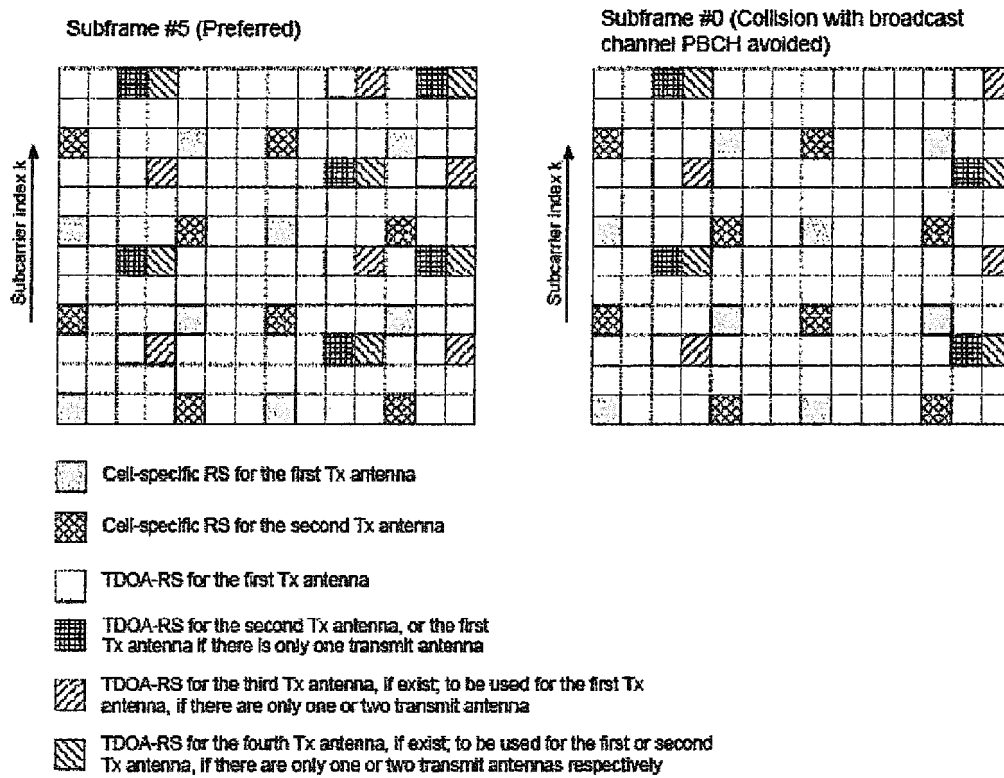 Subframe #5 (Preferred)
Subframe #0 (Collision with broadcast
channel PBCH avoided)
Subcarrier index k
Subcarrier index k
Cell-specific RS for the first Tx antenna
Cell-specific RS for the second Tx antenna
TDOA-RS for the first Tx antenna
TDOA-RS for the second Tx antenna, or the first
Tx antenna if there is only one transmit antenna
TDOA-RS for the third Tx antenna, if exist; to be used for the first Tx
antenna, if there are only one or two transmit antenna
TDOA-RS for the fourth Tx antenna, if exist; to be used for the first or second
Tx antenna, if there are only one or two transmit antennas respectively